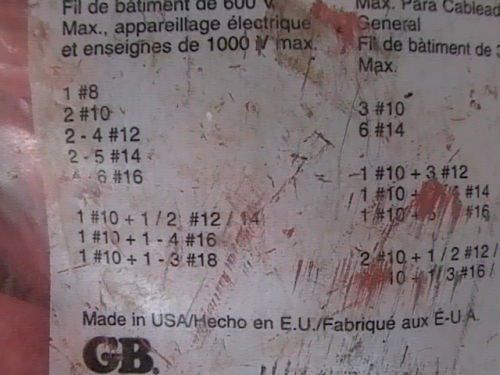 Fil de bâtiment de 600 V
Max., appareillage électrique
et enseignes de 1000 V max.
1 #8
2 #10
2 - 4 #12
2 - 5 #14
6 #16
1 #10 + 1 / 2 #12 / 14
1 #10 + 1 - 4 #16
1 #10 + 1 - 3 #18
Max. Para Cablead
General
Fil de bâtiment de 3
Max.
3 #10
6 #14
1 #10 + 3 #12
1 #10 + #14
1 #10 + #16
2 #10 + 1 / 2 #12 /
10 + 1/3 #16 /
Made in USA/Hecho en E.U./Fabriqué aux É-U A.
GB.